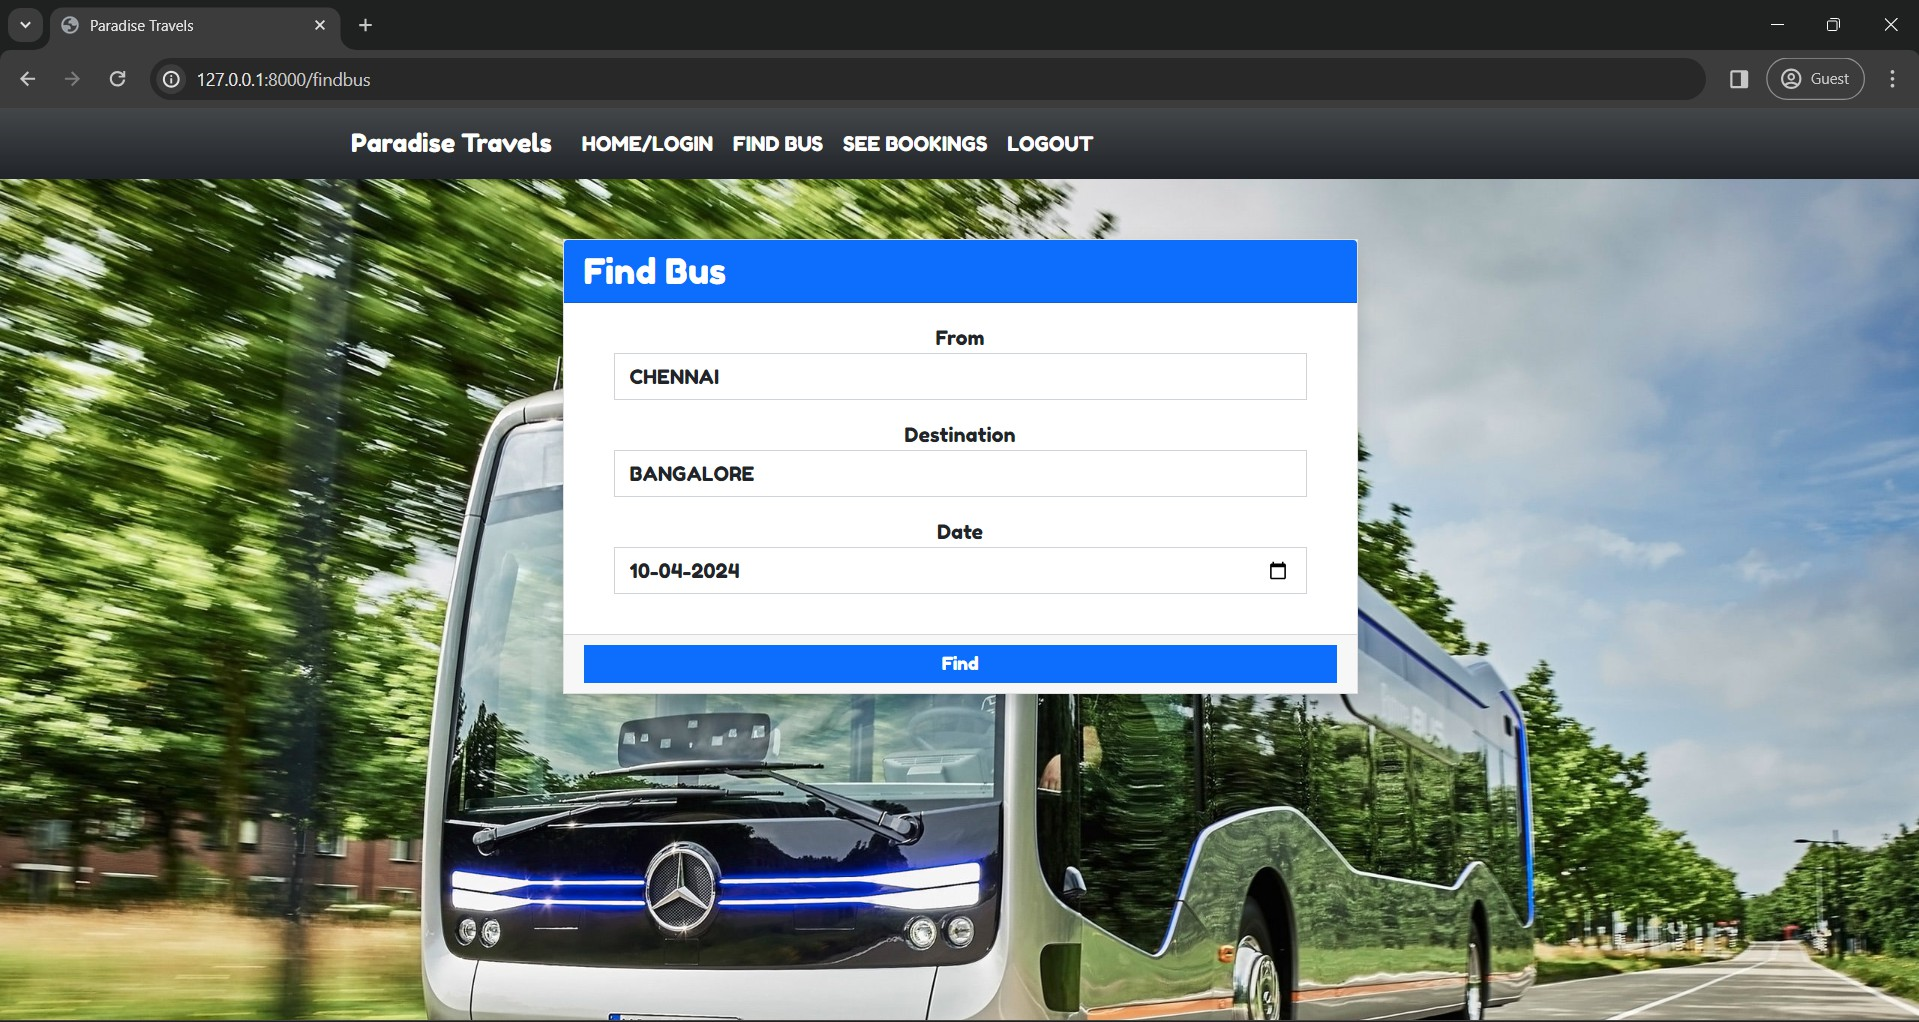 Paradise Travels
127.0.0.1:8000/findbus
Guest
Paradise Travels HOME/LOGIN FIND BUS SEE BOOKINGS LOGOUT
Find Bus
From
CHENNAI
Destination
BANGALORE
Date
10-04-2024
Find